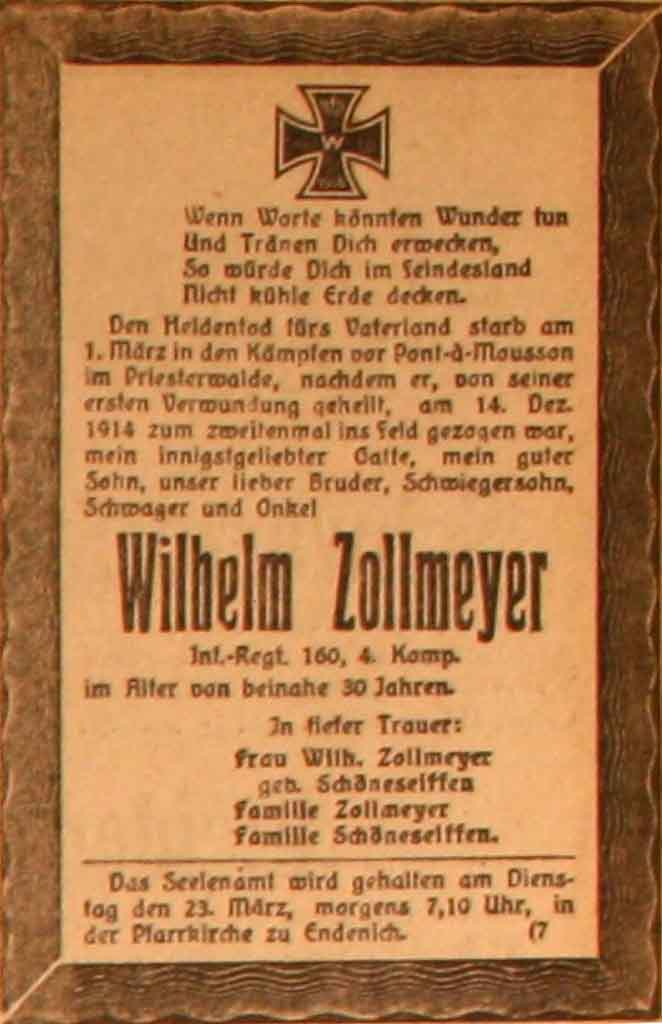 W
Wenn Worte könnten Wunder tun
Und Tränen Dich erwecken,
So würde Dich im Feindesland
Nicht kühle Erde decken.
Den Heldentod fürs Vaterland starb am
1. März in den Kämpfen vor Pont-à-Mousson
im Priesterwalde, nachdem er, von seiner
ersten Verwundung geheilt, am 14. Dez.
1914 zum zweitenmal ins Feld gezogen war,
mein innigstgeliebter Gatte, mein guter
Sohn, unser lieber Bruder, Schwiegersohn,
Schwager und Onkel
Wilhelm Zollmeyer
Inf.-Regt. 160, 4. Komp.
im Alter von beinahe 30 Jahren.
In tiefer Trauer:
Frau Wilh. Zollmeyer
geb. Schöneseiffen
Familie Zollmeyer
Familie Schöneseiffen.
Das Seelenamt wird gehalten am Diens-
tag den 23. März, morgens 7,10 Uhr, in
der Pfarrkirche zu Endenich. (7